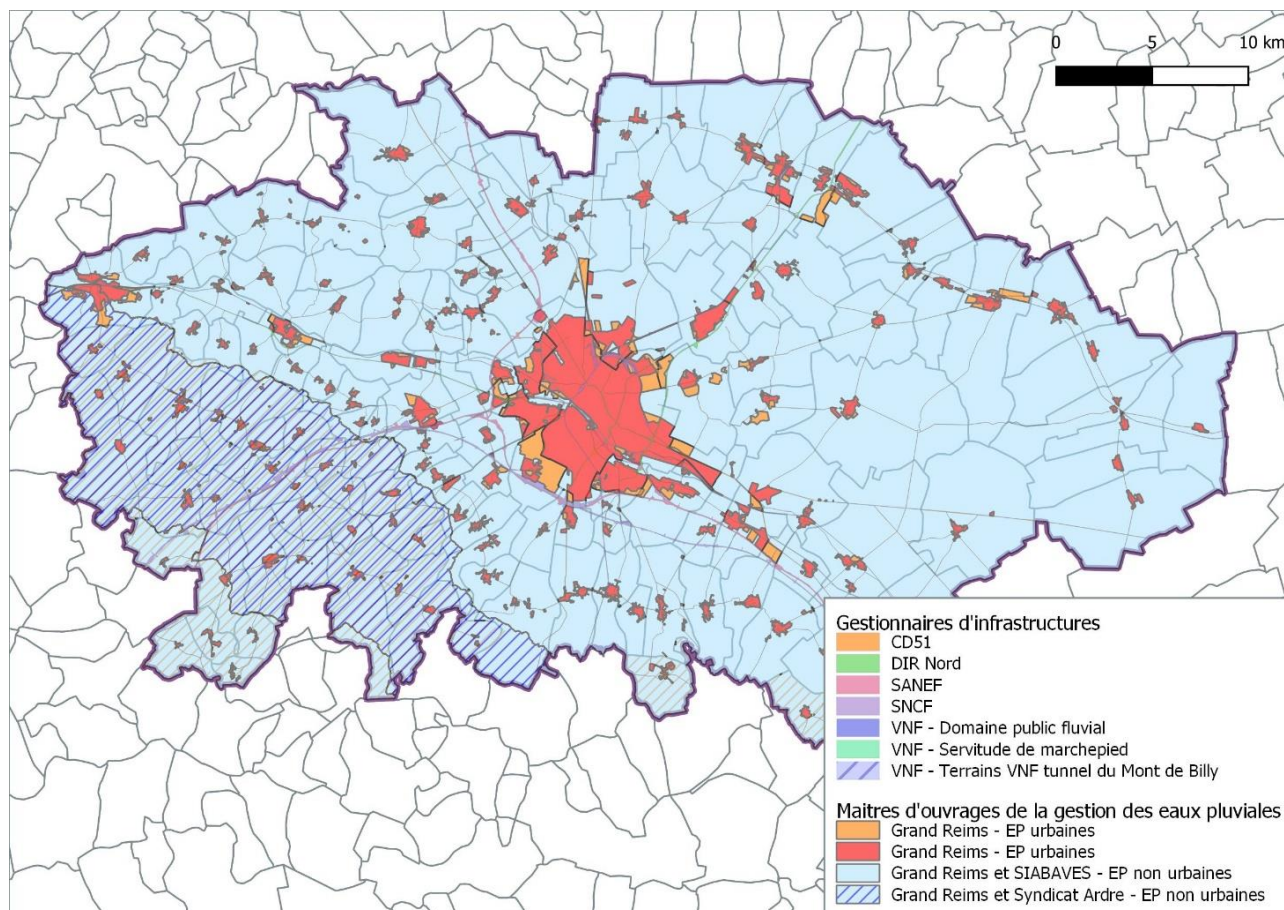 0 5 10 km
Gestionnaires d'infrastructures
CD51
DIR Nord
SANEF
SNCF
VNF - Domaine public fluvial
VNF - Servitude de marchepied
VNF - Terrains VNF tunnel du Mont de Billy
Maitres d'ouvrages de la gestion des eaux pluviales
Grand Reims - EP urbaines
Grand Reims - EP urbaines
Grand Reims et SIABAVES - EP non urbaines
Grand Reims et Syndicat Ardre - EP non urbaines